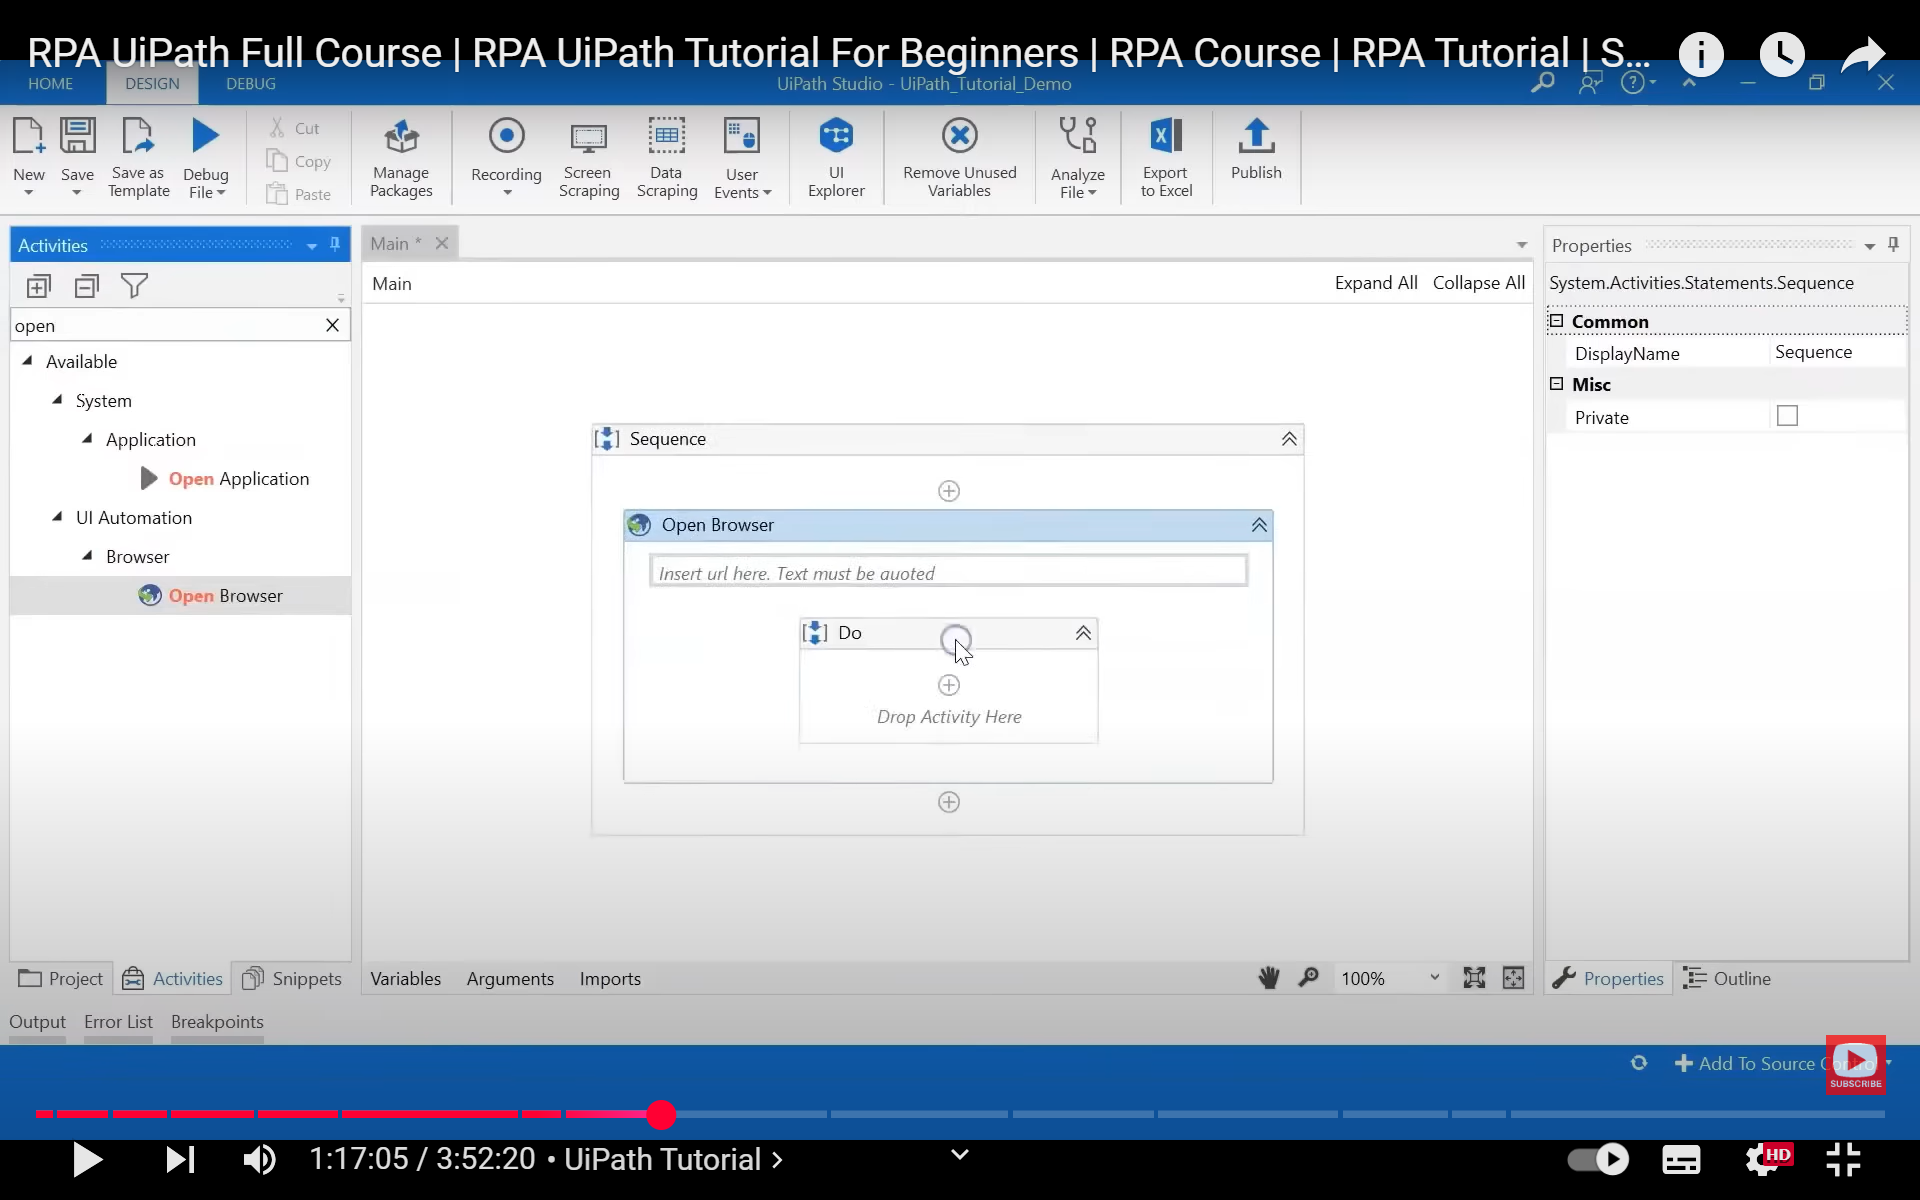 RPA UiPath Full Course | RPA UiPath Tutorial For Beginners | RPA Course | RPA Tutorial | S...
HOME DESIGN DEBUG UiPath Studio - UiPath_Tutorial_Demo
New Save Save as Template Debug File
Cut
Copy
Paste
Manage Packages
Recording Screen Scraping Data Scraping User Events
UI Explorer
Remove Unused Variables
Analyze File
Export to Excel
Publish
Activities
open
Available
System
Application
Open Application
UI Automation
Browser
Open Browser
Project Activities Snippets
Main *
Main Expand All Collapse All
Sequence
Open Browser
Insert url here. Text must be quoted
Do
Drop Activity Here
Variables Arguments Imports 100%
Properties
System.Activities.Statements.Sequence
Common
DisplayName Sequence
Misc
Private
Properties Outline
Output Error List Breakpoints
Add To Source Control
SUBSCRIBE
1:17:05 / 3:52:20 • UiPath Tutorial >
HD